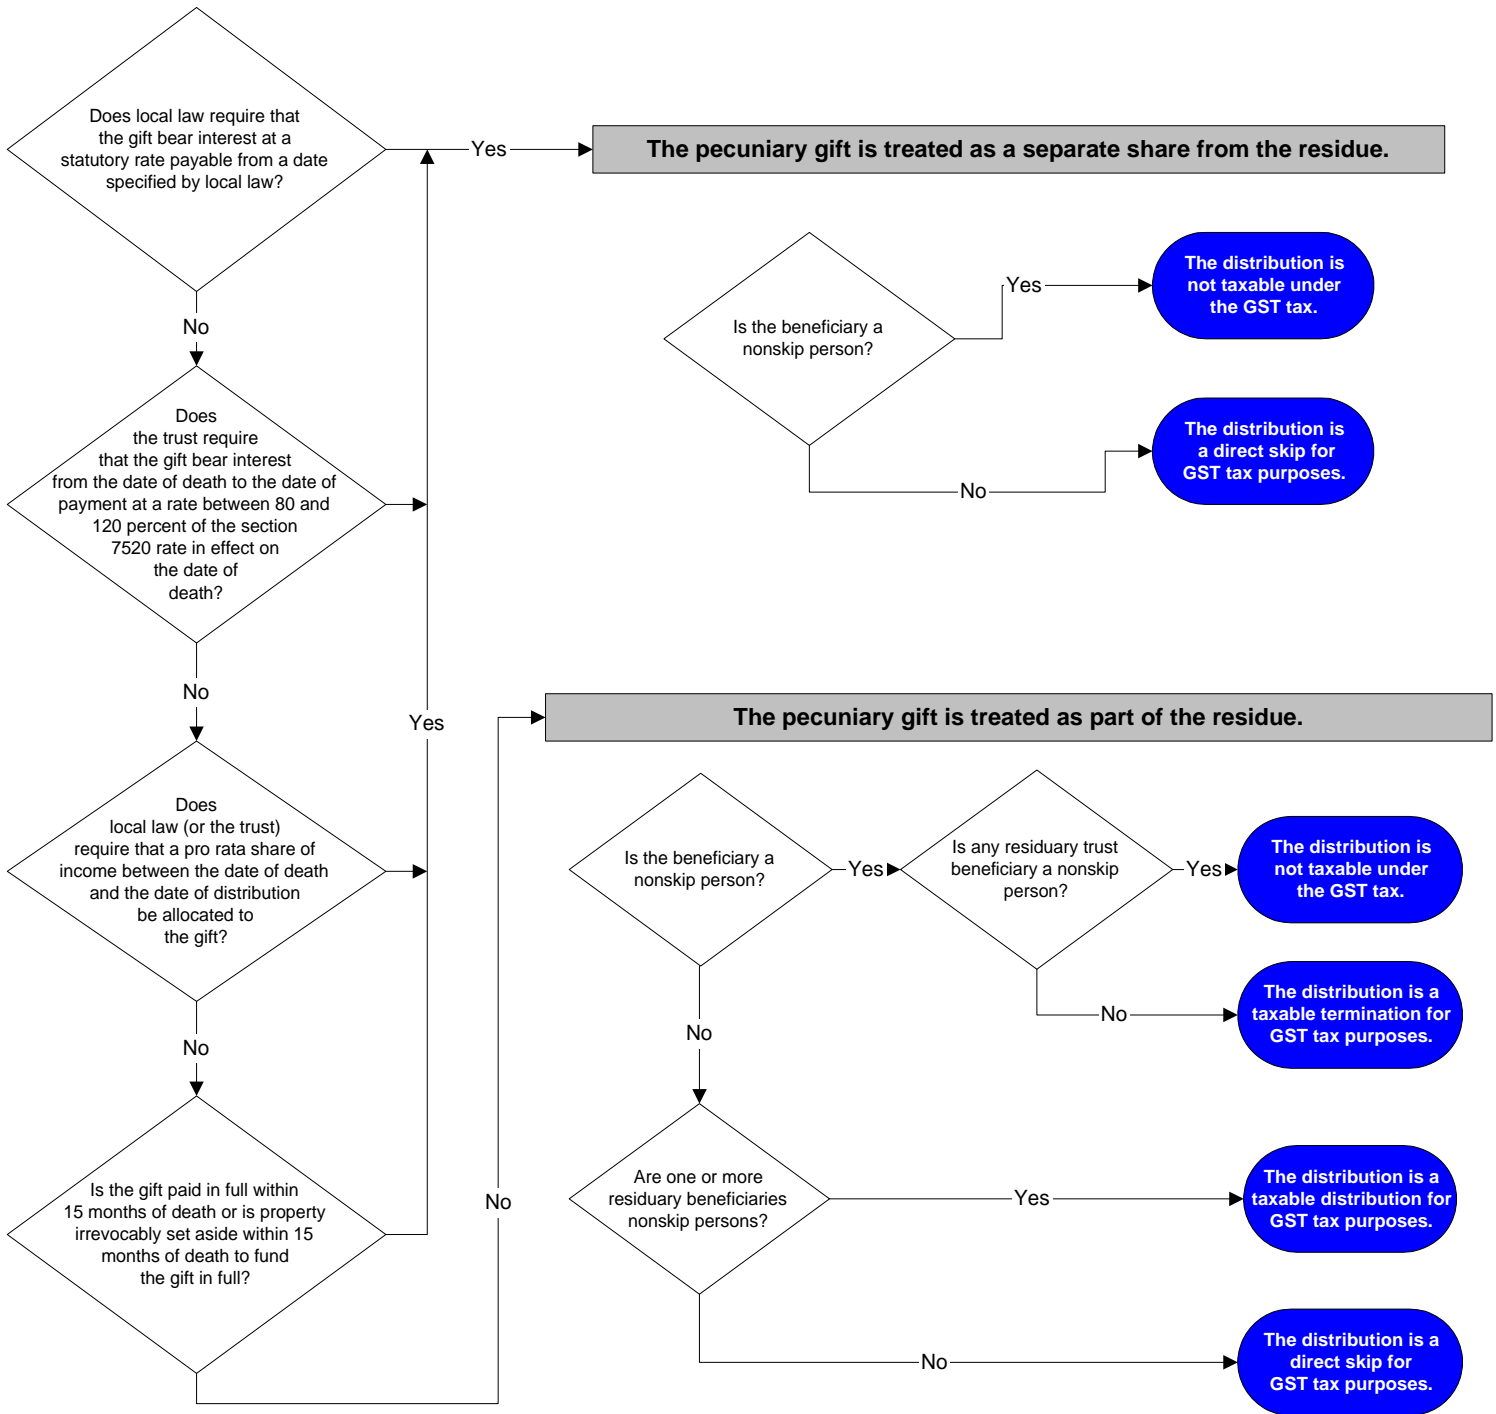 Does local law require that
the gift bear interest at a
statutory rate payable from a date
specified by local law?
Yes
The pecuniary gift is treated as a separate share from the residue.
No
Is the beneficiary a
nonskip person?
Yes
The distribution is
not taxable under
the GST tax.
No
The distribution is
a direct skip for
GST tax purposes.
Does
the trust require
that the gift bear interest
from the date of death to the date of
payment at a rate between 80 and
120 percent of the section
7520 rate in effect on
the date of
death?
No
Yes
Does
local law (or the trust)
require that a pro rata share of
income between the date of death
and the date of distribution
be allocated to
the gift?
No
Is the gift paid in full within
15 months of death or is property
irrevocably set aside within 15
months of death to fund
the gift in full?
No
The pecuniary gift is treated as part of the residue.
Is the beneficiary a
nonskip person?
Yes
Is any residuary trust
beneficiary a nonskip
person?
Yes
The distribution is
not taxable under
the GST tax.
No
The distribution is a
taxable termination for
GST tax purposes.
No
Are one or more
residuary beneficiaries
nonskip persons?
Yes
The distribution is a
taxable distribution for
GST tax purposes.
No
The distribution is a
direct skip for
GST tax purposes.